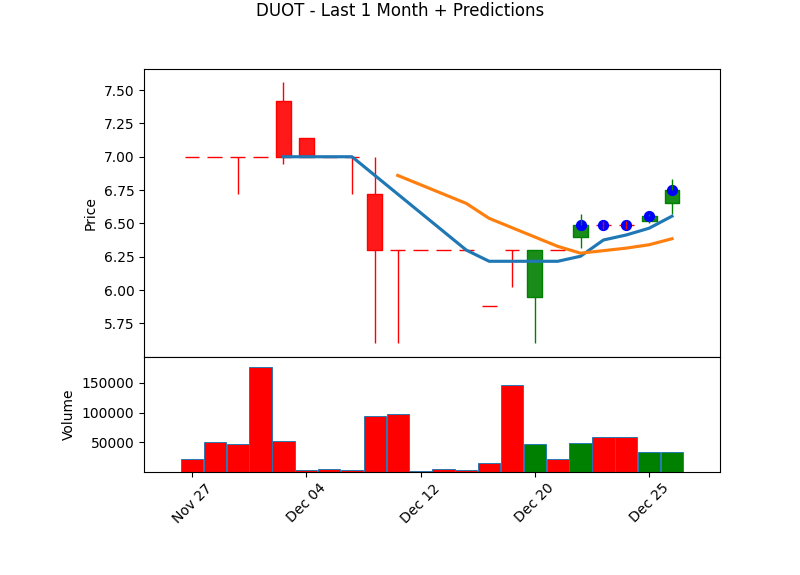 DUOT - Last 1 Month + Predictions
Price
7.50
7.25
7.00
6.75
6.50
6.25
6.00
5.75
Volume
150000
100000
50000
Nov 27
Dec 04
Dec 12
Dec 20
Dec 25